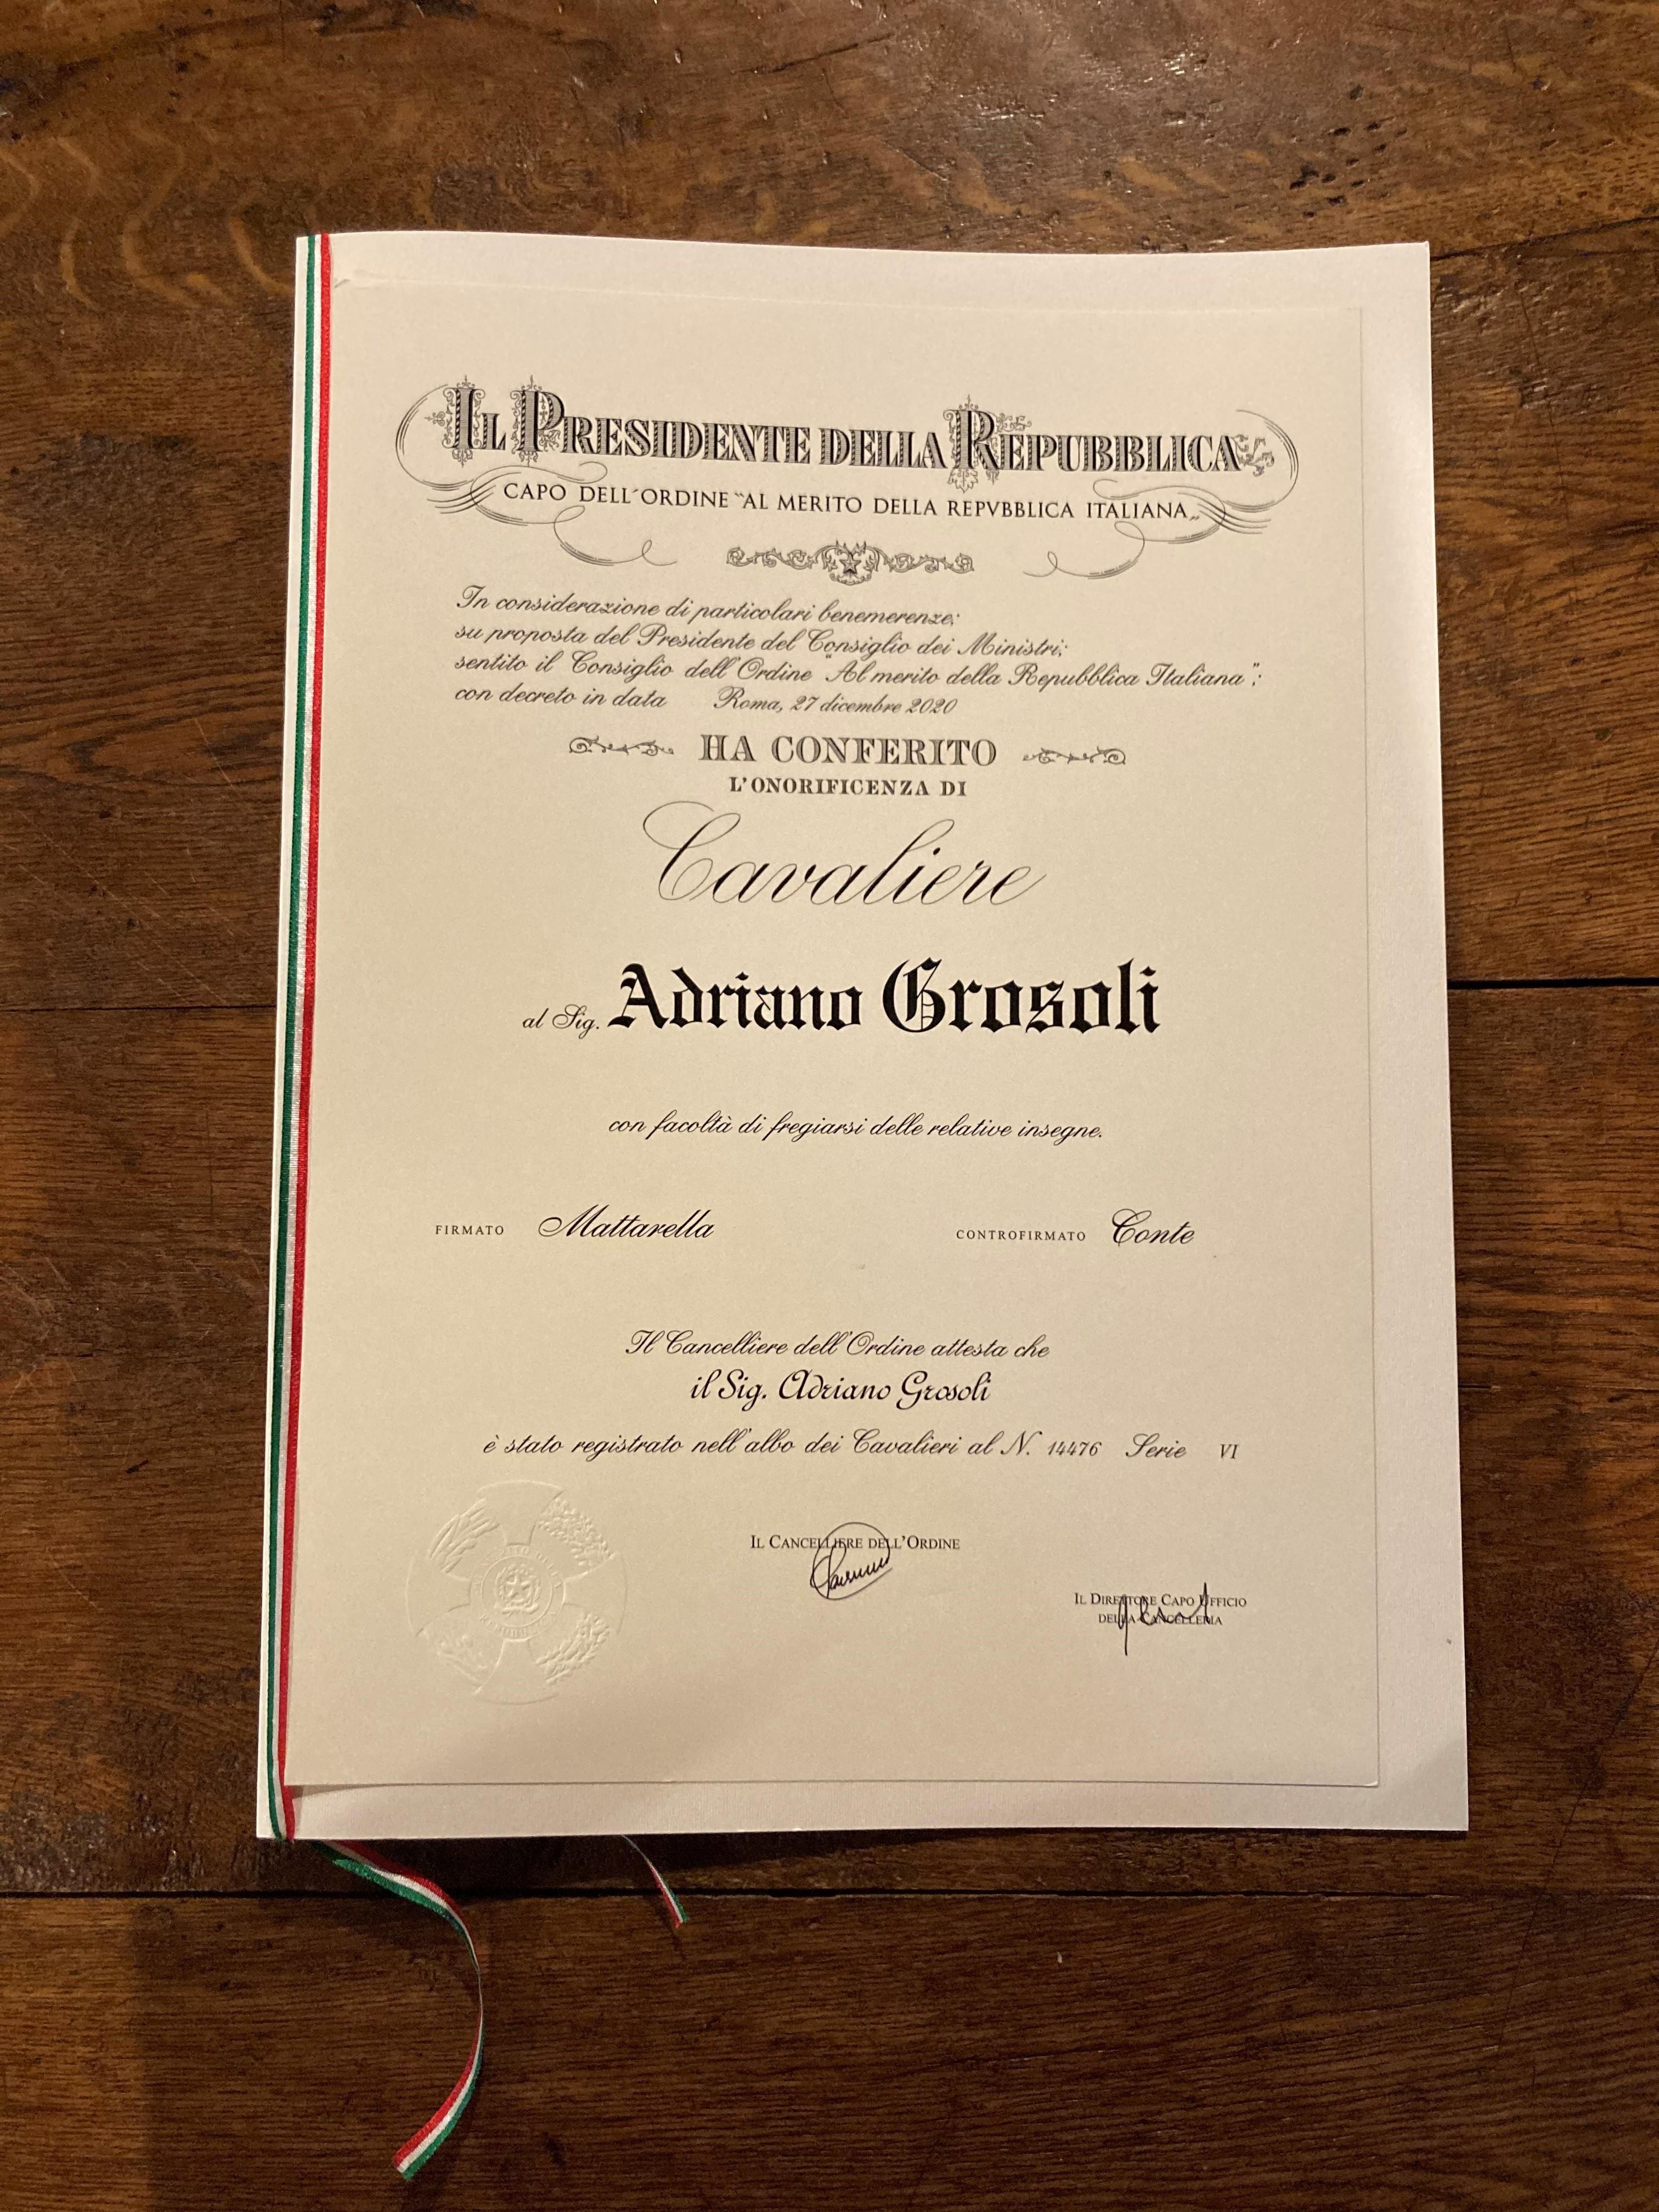 IL PRESIDENTE DELLA REPUBBLICA
CAPO DELL'ORDINE "AL MERITO DELLA REPVBBLICA ITALIANA"
In considerazione di particolari benemerenze;
su proposta del Presidente del Consiglio dei Ministri;
sentito il Consiglio dell'Ordine "Al merito della Repubblica Italiana";
con decreto in data Roma, 27 dicembre 2020
HA CONFERITO
L'ONORIFICENZA DI
Cavaliere
al Sig. Adriano Grosoli
con facoltà di fregiarsi delle relative insegne.
FIRMATO Mattarella CONTROFIRMATO Conte
Il Cancelliere dell'Ordine attesta che
il Sig. Adriano Grosoli
è stato registrato nell'albo dei Cavalieri al N. 14476 Serie VI
IL CANCELLIERE DELL'ORDINE
IL DIRETTORE CAPO UFFICIO
DELLA CANCELLERIA